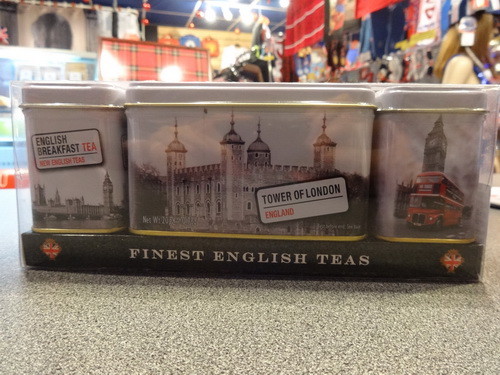 ENGLISH
BREAKFAST TEA
NEW ENGLISH TEAS
TOWER OF LONDON
ENGLAND
FINEST ENGLISH TEAS